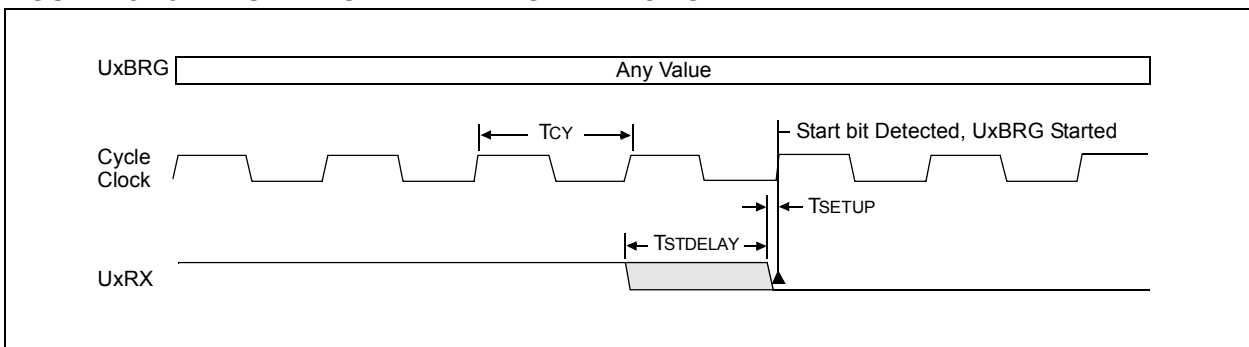 UxBRG
Any Value
TCY
Start bit Detected, UxBRG Started
Cycle
Clock
TSETUP
TSTDELAY
UxRX